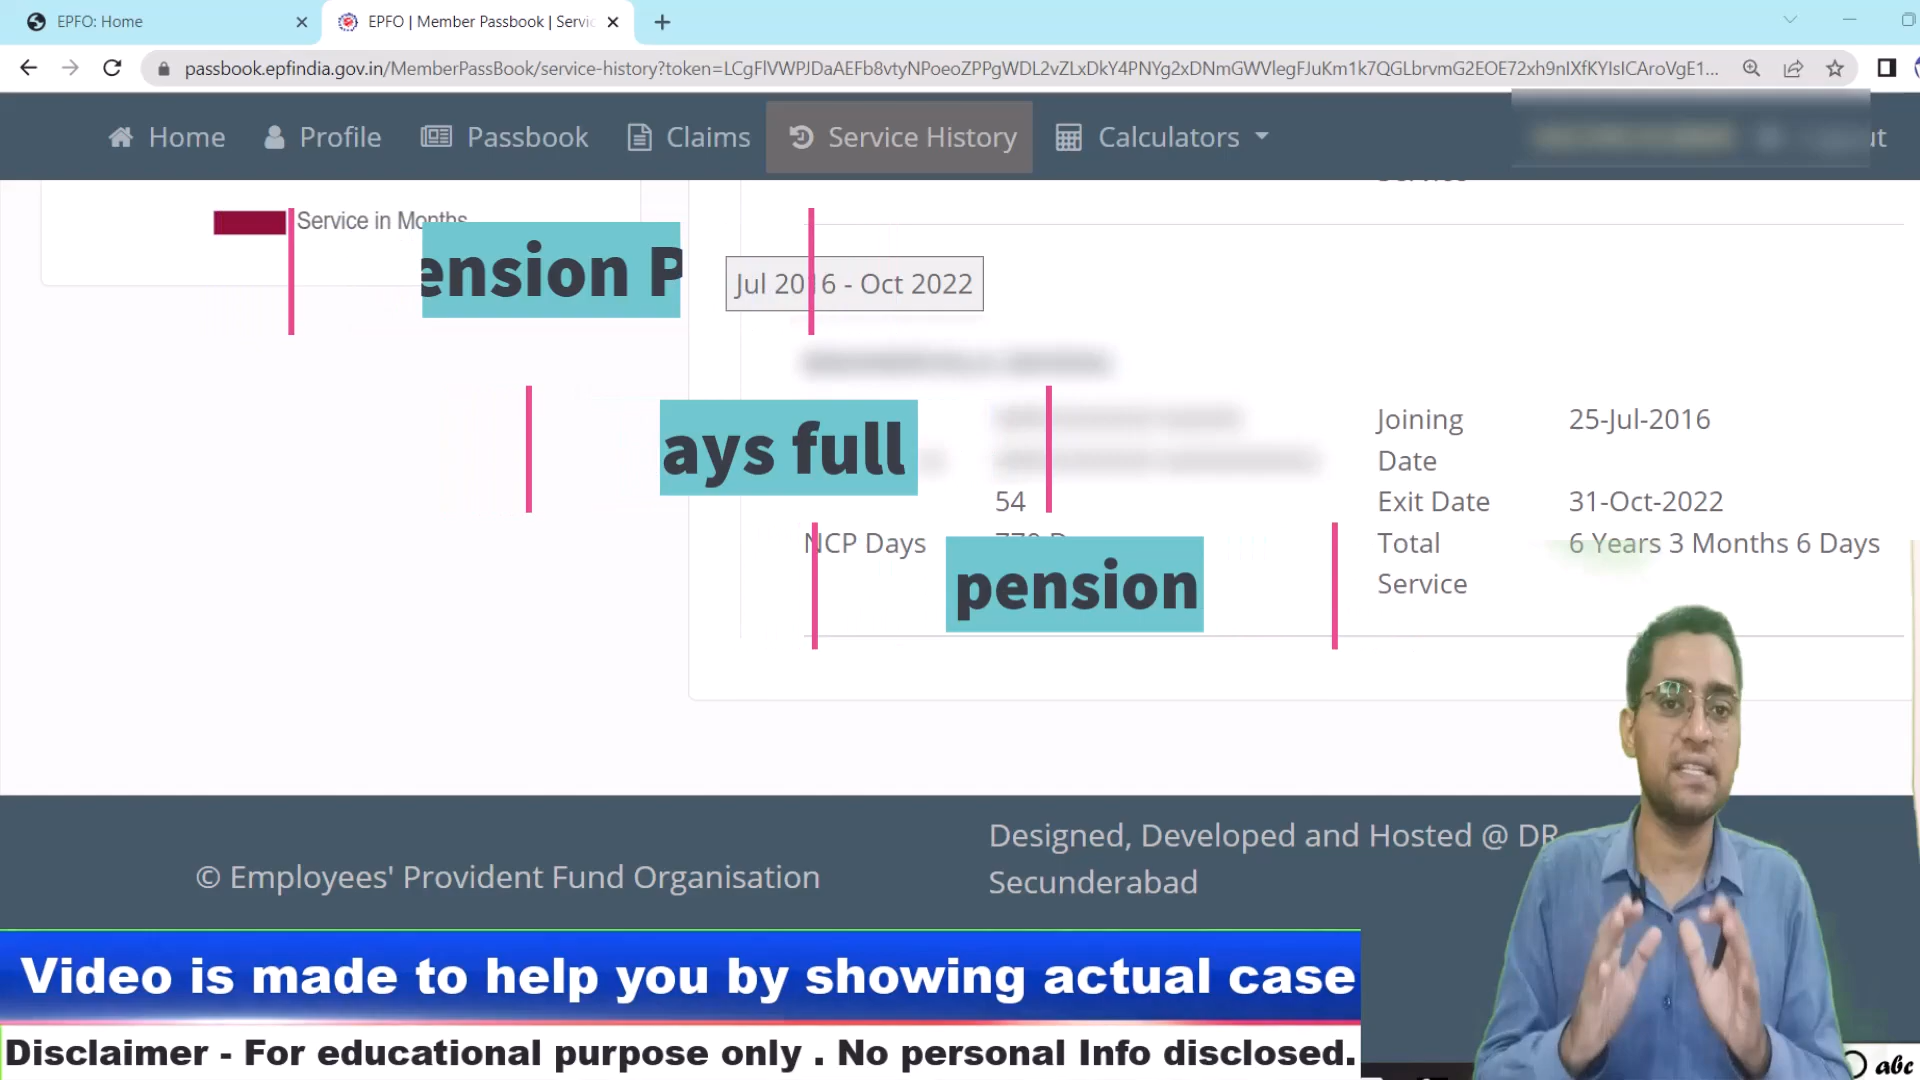 EPFO: Home
EPFO | Member Passbook | Servic
passbook.epfindia.gov.in/MemberPassBook/service-history?token=LCgFlVWPJDaAEFb8vtyNPoeoZPPgWDL2vZLxDkY4PNYg2xDNmGWVlegFJuKm1k7QGLbrvmG2EOE72xh9nIXfKYIsICAroVgE1...
Home Profile Passbook Claims Service History Calculators
Service in Months
ension P
Jul 2016 - Oct 2022
ays full
Joining Date 25-Jul-2016
54
Exit Date 31-Oct-2022
NCP Days
pension
Total Service 6 Years 3 Months 6 Days
© Employees' Provident Fund Organisation
Designed, Developed and Hosted @ DR
Secunderabad
Video is made to help you by showing actual case
Disclaimer - For educational purpose only . No personal Info disclosed.
abc